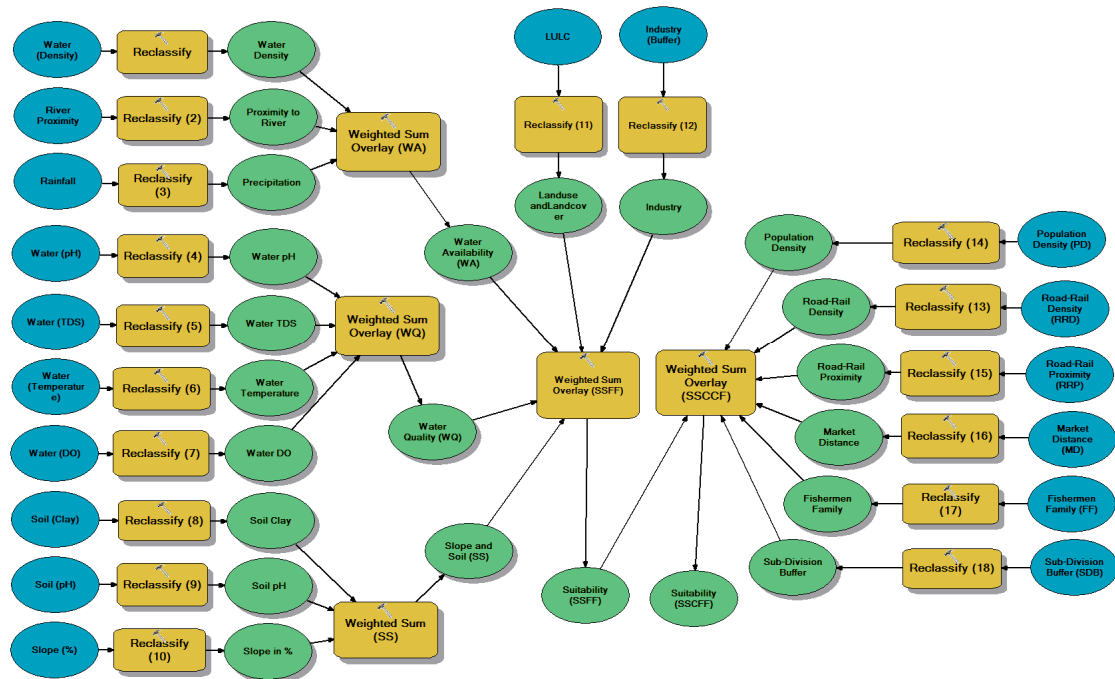 Water
(Density)
Reclassify
Water
Density
River
Proximity
Reclassify (2)
Proximity to
River
Rainfall
Reclassify
(3)
Precipitation
Weighted Sum
Overlay (WA)
Water
Availability
(WA)
Water (pH)
Reclassify (4)
Water pH
Water (TDS)
Reclassify (5)
Water TDS
Water
(Temperatur
e)
Reclassify (6)
Water
Temperature
Water (DO)
Reclassify (7)
Water DO
Weighted Sum
Overlay (WQ)
Water
Quality (WQ)
Soil (Clay)
Reclassify (8)
Soil Clay
Soil (pH)
Reclassify (9)
Soil pH
Slope (%)
Reclassify
(10)
Slope in %
Weighted Sum
(SS)
Slope and
Soil (SS)
LULC
Reclassify (11)
Landuse
andLandcov
er
Industry
(Buffer)
Reclassify (12)
Industry
Weighted Sum
Overlay (SSFF)
Suitability
(SSFF)
Weighted Sum
Overlay
(SSCCF)
Suitability
(SSCFF)
Population
Density
Reclassify (14)
Population
Density (PD)
Road-Rail
Density
Reclassify (13)
Road-Rail
Density
(RRD)
Road-Rail
Proximity
Reclassify (15)
Road-Rail
Proximity
(RRP)
Market
Distance
Reclassify (16)
Market
Distance
(MD)
Fishermen
Family
Reclassify
(17)
Fishermen
Family (FF)
Sub-Division
Buffer
Reclassify (18)
Sub-Division
Buffer (SDB)